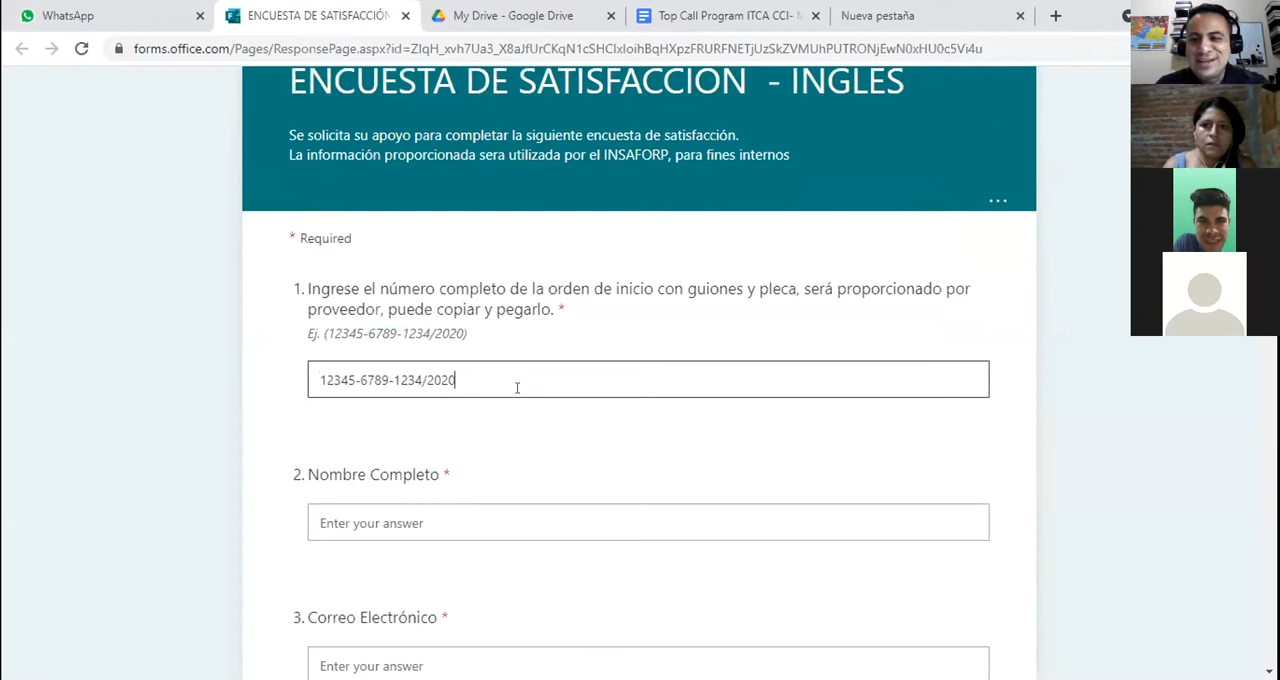 WhatsApp
ENCUESTA DE SATISFACCIÓN
My Drive - Google Drive
Top Call Program ITCA CCI- M
Nueva pestaña
forms.office.com/Pages/ResponsePage.aspx?id=
ENCUESTA DE SATISFACCIÓN - INGLES
Se solicita su apoyo para completar la siguiente encuesta de satisfacción.
La información proporcionada sera utilizada por el INSAFORP, para fines internos
...
* Required
1. Ingrese el número completo de la orden de inicio con guiones y pleca, será proporcionado por
proveedor, puede copiar y pegarlo. *
Ej. (12345-6789-1234/2020)
12345-6789-1234/2020
2. Nombre Completo *
Enter your answer
3. Correo Electrónico *
Enter your answer